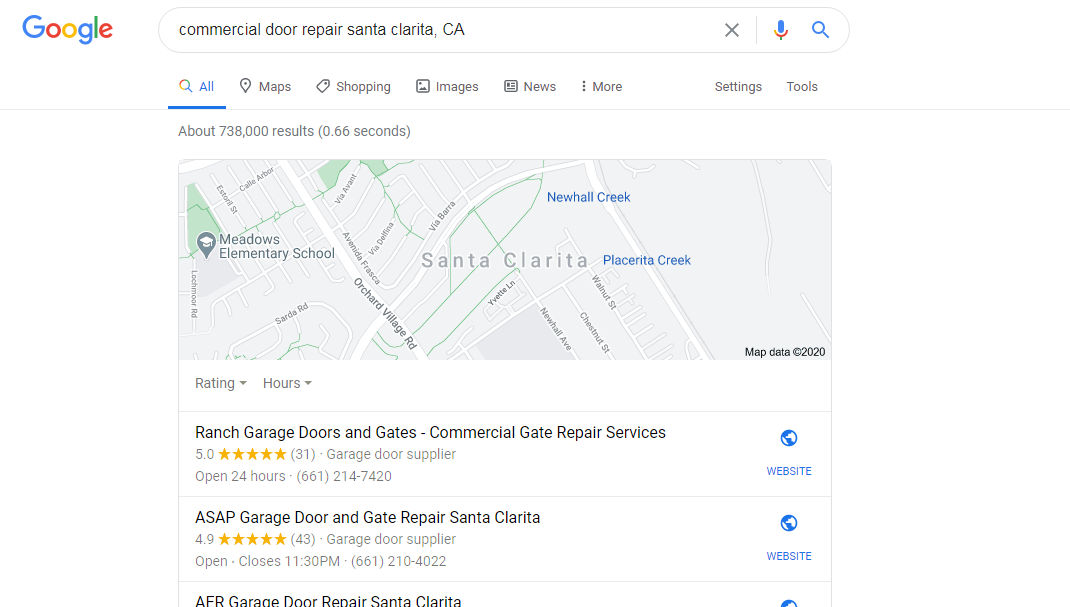 Google
commercial door repair santa clarita, CA
All Maps Shopping Images News More Settings Tools
About 738,000 results (0.66 seconds)
Calle Arbor
Estoril St
Via Avant
Newhall Creek
Via Barra
Via Delfina
Meadows
Elementary School
Avenida Frasca
Santa Clarita
Placerita Creek
Lochmoor Rd
Orchard Village Rd
Yvette Ln
Walnut St
Sarda Rd
Newhall Ave
Chestnut St
Map data ©2020
Rating Hours
Ranch Garage Doors and Gates - Commercial Gate Repair Services
5.0 ★★★★★ (31) · Garage door supplier
Open 24 hours · (661) 214-7420
WEBSITE
ASAP Garage Door and Gate Repair Santa Clarita
4.9 ★★★★★ (43) · Garage door supplier
Open · Closes 11:30PM · (661) 210-4022
WEBSITE
AER Garage Door Repair Santa Clarita